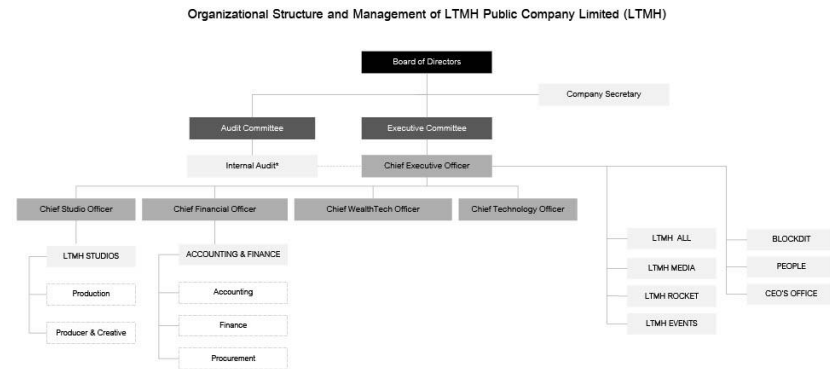 Organizational Structure and Management of LTMH Public Company Limited (LTMH)
Board of Directors
Company Secretary
Audit Committee
Executive Committee
Internal Audit*
Chief Executive Officer
Chief Studio Officer
Chief Financial Officer
Chief WealthTech Officer
Chief Technology Officer
LTMH STUDIOS
ACCOUNTING & FINANCE
LTMH ALL
BLOCKDIT
Production
Accounting
LTMH MEDIA
PEOPLE
Producer & Creative
Finance
LTMH ROCKET
CEO'S OFFICE
Procurement
LTMH EVENTS